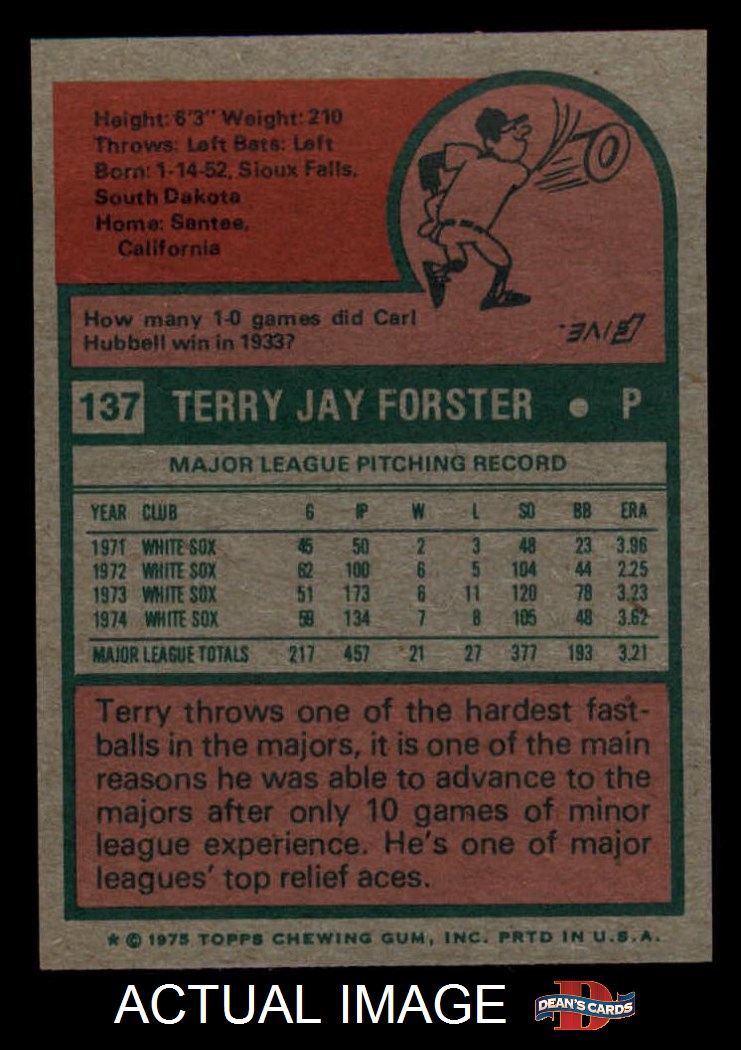 Height: 6'3" Weight: 210
Throws: Left Bats: Left
Born: 1-14-52, Sioux Falls,
South Dakota
Home: Santee,
California
How many 1-0 games did Carl
Hubbell win in 1933?
FIVE.
137 TERRY JAY FORSTER • P
MAJOR LEAGUE PITCHING RECORD
YEAR CLUB G IP W L SO BB ERA
1971 WHITE SOX 45 50 2 3 48 23 3.96
1972 WHITE SOX 62 100 6 5 104 44 2.25
1973 WHITE SOX 51 173 6 11 120 78 3.23
1974 WHITE SOX 59 134 7 8 105 48 3.62
MAJOR LEAGUE TOTALS 217 457 21 27 377 193 3.21
Terry throws one of the hardest fast-
balls in the majors, it is one of the main
reasons he was able to advance to the
majors after only 10 games of minor
league experience. He's one of major
leagues' top relief aces.
* © 1975 TOPPS CHEWING GUM, INC. PRTD IN U.S.A.
ACTUAL IMAGE
D
DEAN'S CARDS